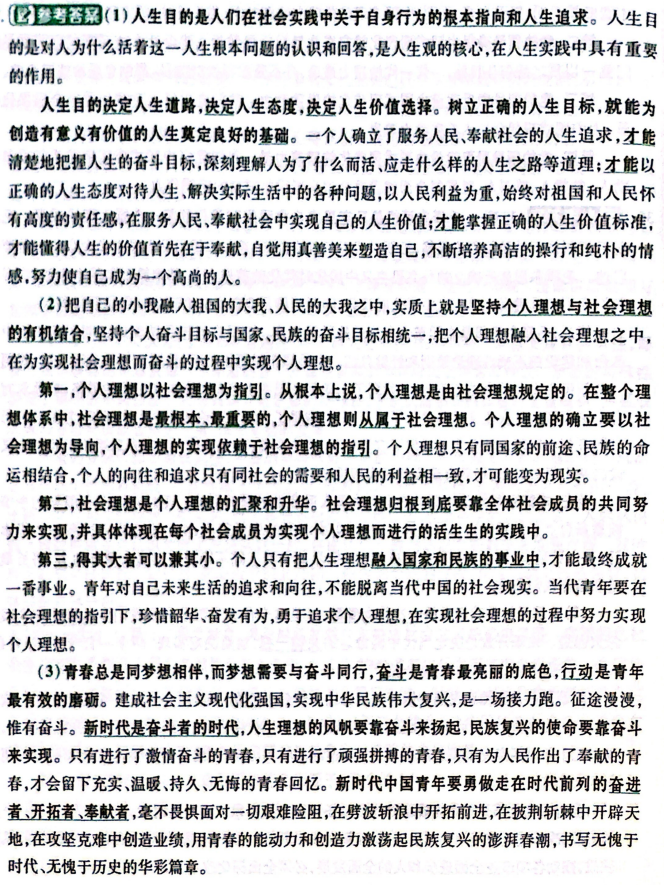 参考答案 (1)人生目的是人们在社会实践中关于自身行为的根本指向和人生追求。人生目
的是对人为什么活着这一人生根本问题的认识和回答,是人生观的核心,在人生实践中具有重要
的作用。
人生目的决定人生道路,决定人生态度,决定人生价值选择。树立正确的人生目标,就能为
创造有意义有价值的人生奠定良好的基础。一个人确立了服务人民、奉献社会的人生追求,才能
清楚地把握人生的奋斗目标,深刻理解人为了什么而活、应走什么样的人生之路等道理;才能以
正确的人生态度对待人生、解决实际生活中的各种问题,以人民利益为重,始终对祖国和人民怀
有高度的责任感,在服务人民、奉献社会中实现自己的人生价值;才能掌握正确的人生价值标准,
才能懂得人生的价值首先在于奉献,自觉用真善美来塑造自己,不断培养高洁的操行和纯朴的情
感,努力使自己成为一个高尚的人。
(2)把自己的小我融入祖国的大我、人民的大我之中,实质上就是坚持个人理想与社会理想
的有机结合,坚持个人奋斗目标与国家、民族的奋斗目标相统一,把个人理想融入社会理想之中,
在为实现社会理想而奋斗的过程中实现个人理想。
第一,个人理想以社会理想为指引。从根本上说,个人理想是由社会理想规定的。在整个理
想体系中,社会理想是最根本、最重要的,个人理想则从属于社会理想。个人理想的确立要以社
会理想为导向,个人理想的实现依赖于社会理想的指引。个人理想只有同国家的前途、民族的命
运相结合,个人的向往和追求只有同社会的需要和人民的利益相一致,才可能变为现实。
第二,社会理想是个人理想的汇聚和升华。社会理想归根到底要靠全体社会成员的共同努
力来实现,并具体体现在每个社会成员为实现个人理想而进行的活生生的实践中。
第三,得其大者可以兼其小。个人只有把人生理想融入国家和民族的事业中,才能最终成就
一番事业。青年对自己未来生活的追求和向往,不能脱离当代中国的社会现实。当代青年要在
社会理想的指引下,珍惜韶华、奋发有为,勇于追求个人理想,在实现社会理想的过程中努力实现
个人理想。
(3)青春总是同梦想相伴,而梦想需要与奋斗同行,奋斗是青春最亮丽的底色,行动是青年
最有效的磨砺。建成社会主义现代化强国,实现中华民族伟大复兴,是一场接力跑。征途漫漫,
惟有奋斗。新时代是奋斗者的时代,人生理想的风帆要靠奋斗来扬起,民族复兴的使命要靠奋斗
来实现。只有进行了激情奋斗的青春,只有进行了顽强拼搏的青春,只有为人民作出了奉献的青
春,才会留下充实、温暖、持久、无悔的青春回忆。新时代中国青年要勇做走在时代前列的奋进
者、开拓者、奉献者,毫不畏惧面对一切艰难险阻,在劈波斩浪中开拓前进,在披荆斩棘中开辟天
地,在攻坚克难中创造业绩,用青春的能动力和创造力激荡起民族复兴的澎湃春潮,书写无愧于
时代、无愧于历史的华彩篇章。